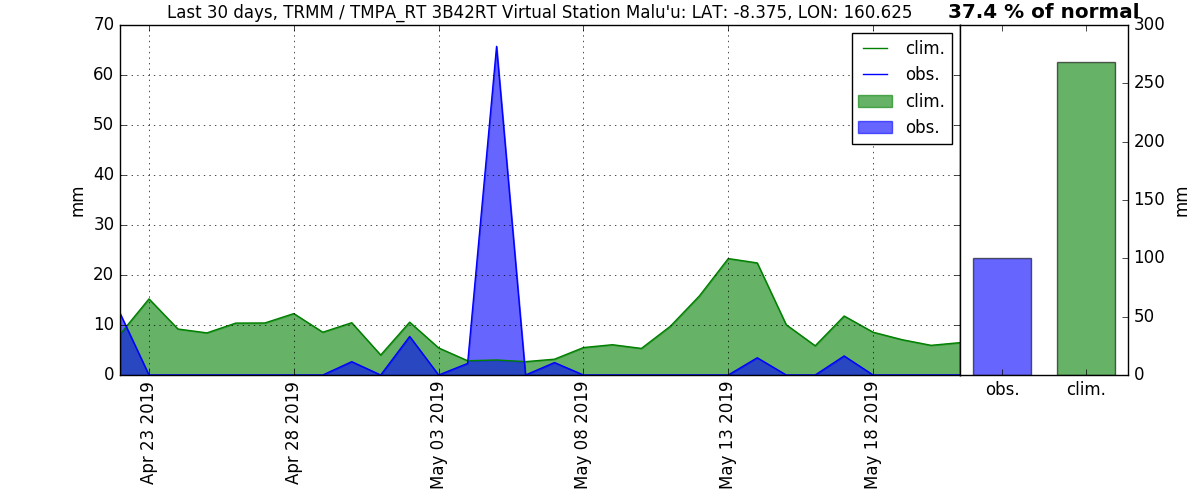 Last 30 days, TRMM / TMPA_RT 3B42RT Virtual Station Malu'u: LAT: -8.375, LON: 160.625
37.4 % of normal
70
60
50
40
30
20
10
0
mm
clim.
obs.
clim.
obs.
Apr 23 2019
Apr 28 2019
May 03 2019
May 08 2019
May 13 2019
May 18 2019
300
250
200
150
100
50
0
mm
obs.
clim.